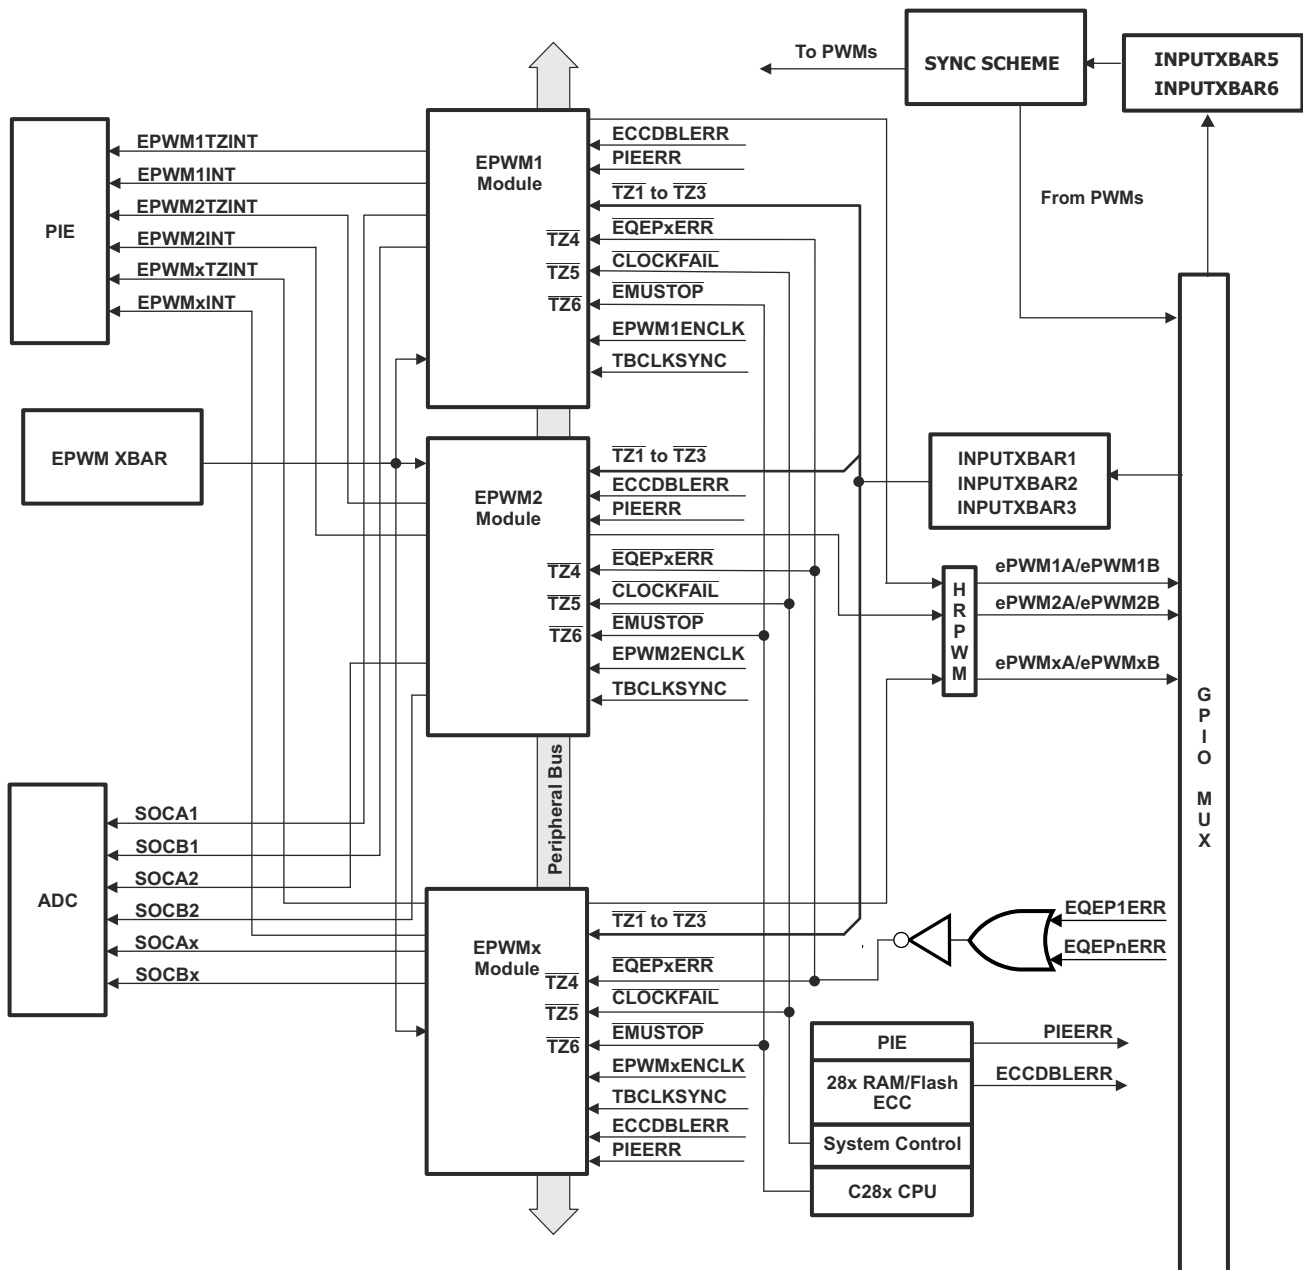 To PWMs
SYNC SCHEME
INPUTXBAR5
INPUTXBAR6
From PWMs
PIE
EPWM1TZINT
EPWM1INT
EPWM2TZINT
EPWM2INT
EPWMxTZINT
EPWMxINT
EPWM1
Module
ECCDBLERR
PIEERR
TZ1 to TZ3
TZ4
EQEPxERR
TZ5
CLOCKFAIL
TZ6
EMUSTOP
EPWM1ENCLK
TBCLKSYNC
EPWM XBAR
EPWM2
Module
TZ1 to TZ3
ECCDBLERR
PIEERR
TZ4
EQEPxERR
TZ5
CLOCKFAIL
TZ6
EMUSTOP
EPWM2ENCLK
TBCLKSYNC
INPUTXBAR1
INPUTXBAR2
INPUTXBAR3
HRPWM
ePWM1A/ePWM1B
ePWM2A/ePWM2B
ePWMxA/ePWMxB
GPIO MUX
Peripheral Bus
ADC
SOCA1
SOCB1
SOCA2
SOCB2
SOCAx
SOCBx
EPWMx
Module
TZ1 to TZ3
TZ4
EQEPxERR
TZ5
CLOCKFAIL
TZ6
EMUSTOP
EPWMxENCLK
TBCLKSYNC
ECCDBLERR
PIEERR
EQEP1ERR
EQEPnERR
PIE
PIEERR
28x RAM/Flash
ECC
ECCDBLERR
System Control
C28x CPU